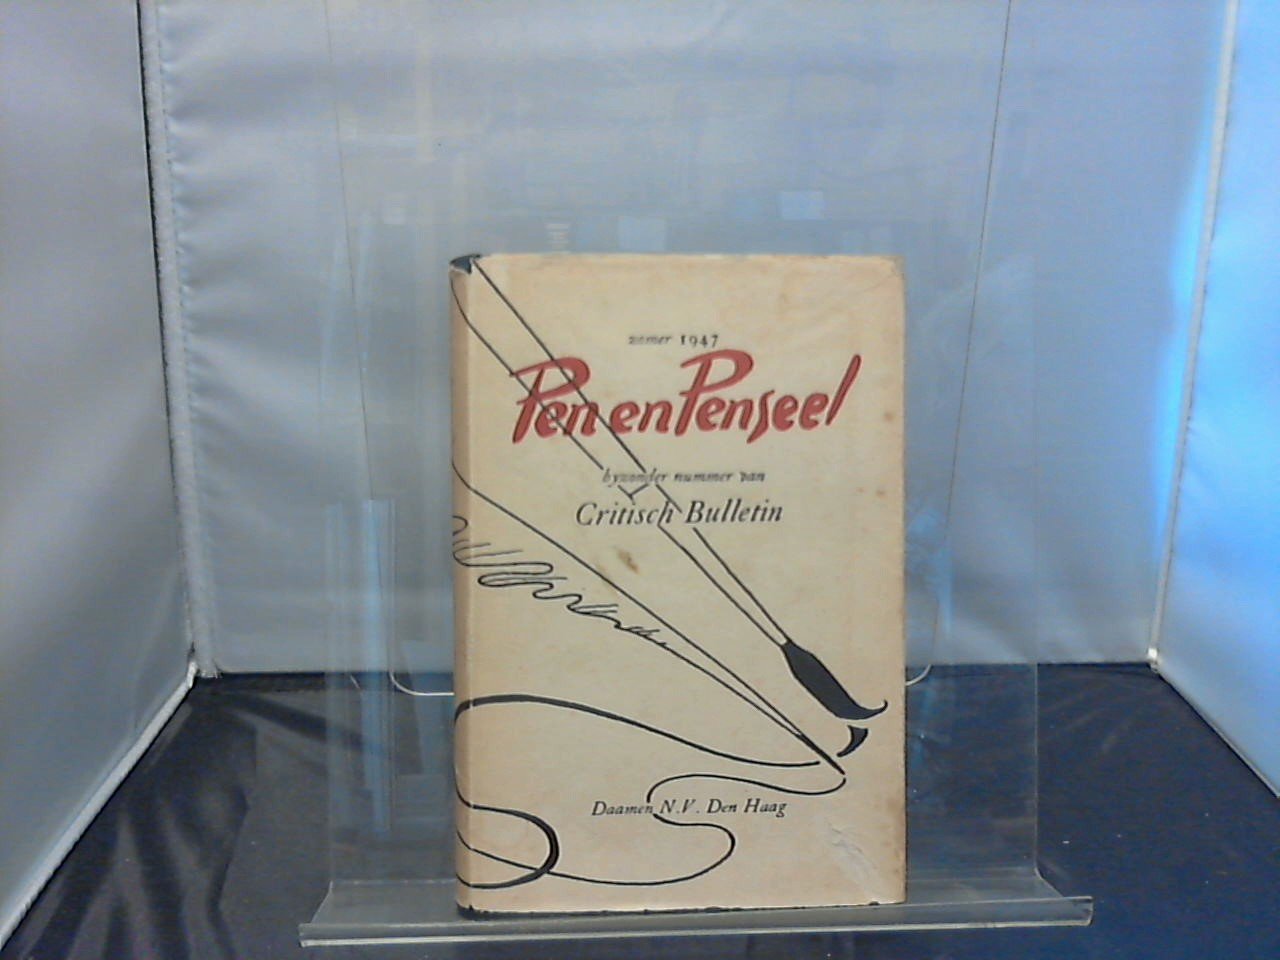 zomer 1947
Pen en Penseel
byzonder nummer van
Critisch Bulletin
Daamen N.V. Den Haag